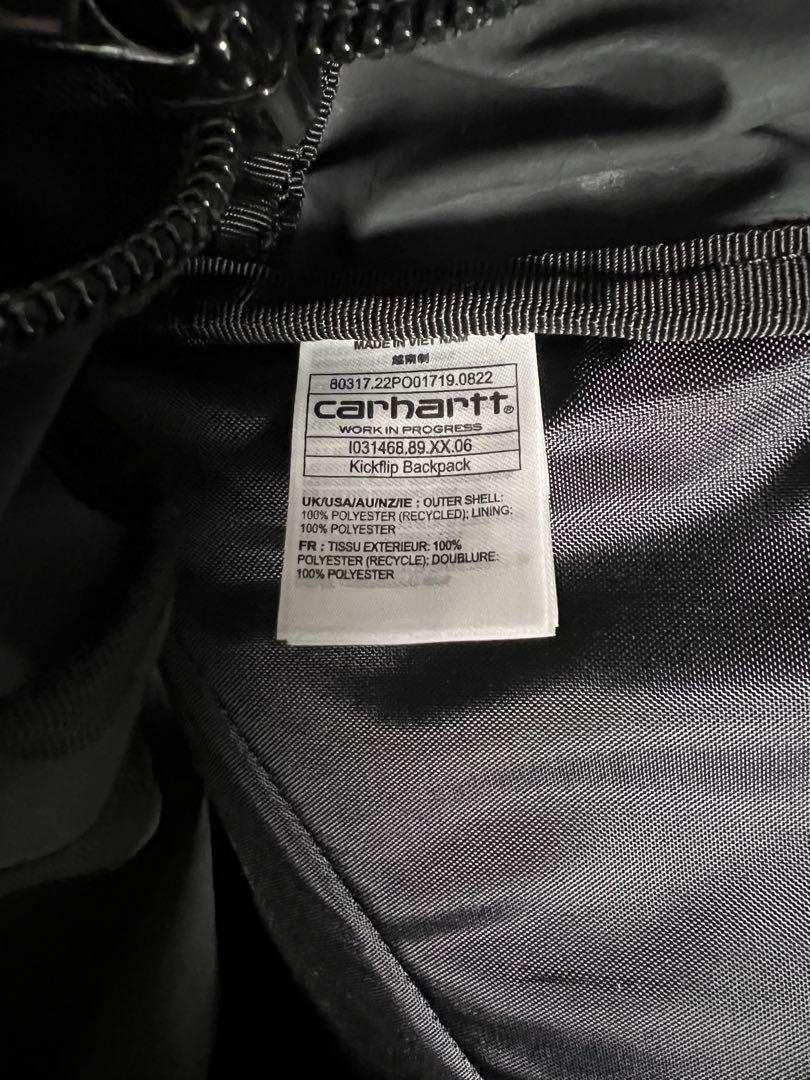 MADE IN VIET NAM
越南制
80317.22PO01719.0822
carhartt®
WORK IN PROGRESS
I031468.89.XX.06
Kickflip Backpack
UK/USA/AU/NZ/IE : OUTER SHELL:
100% POLYESTER (RECYCLED); LINING:
100% POLYESTER
FR : TISSU EXTERIEUR: 100%
POLYESTER (RECYCLE); DOUBLURE:
100% POLYESTER